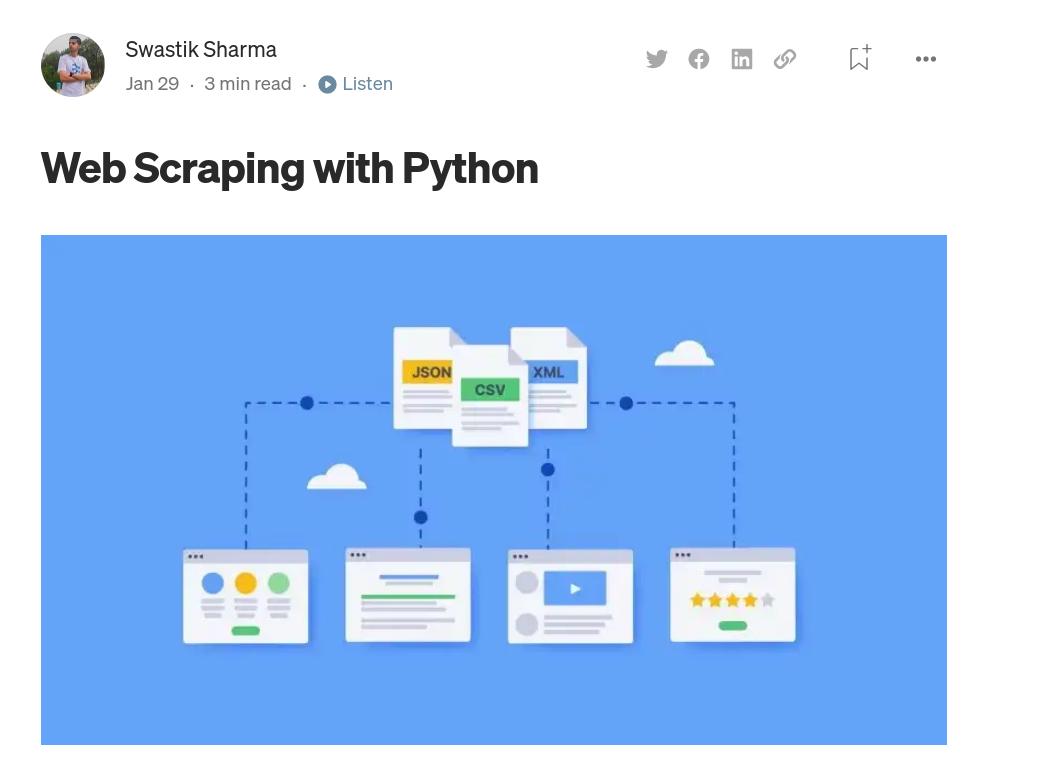 Swastik Sharma
Jan 29 · 3 min read · Listen
Web Scraping with Python
JSON
CSV
XML